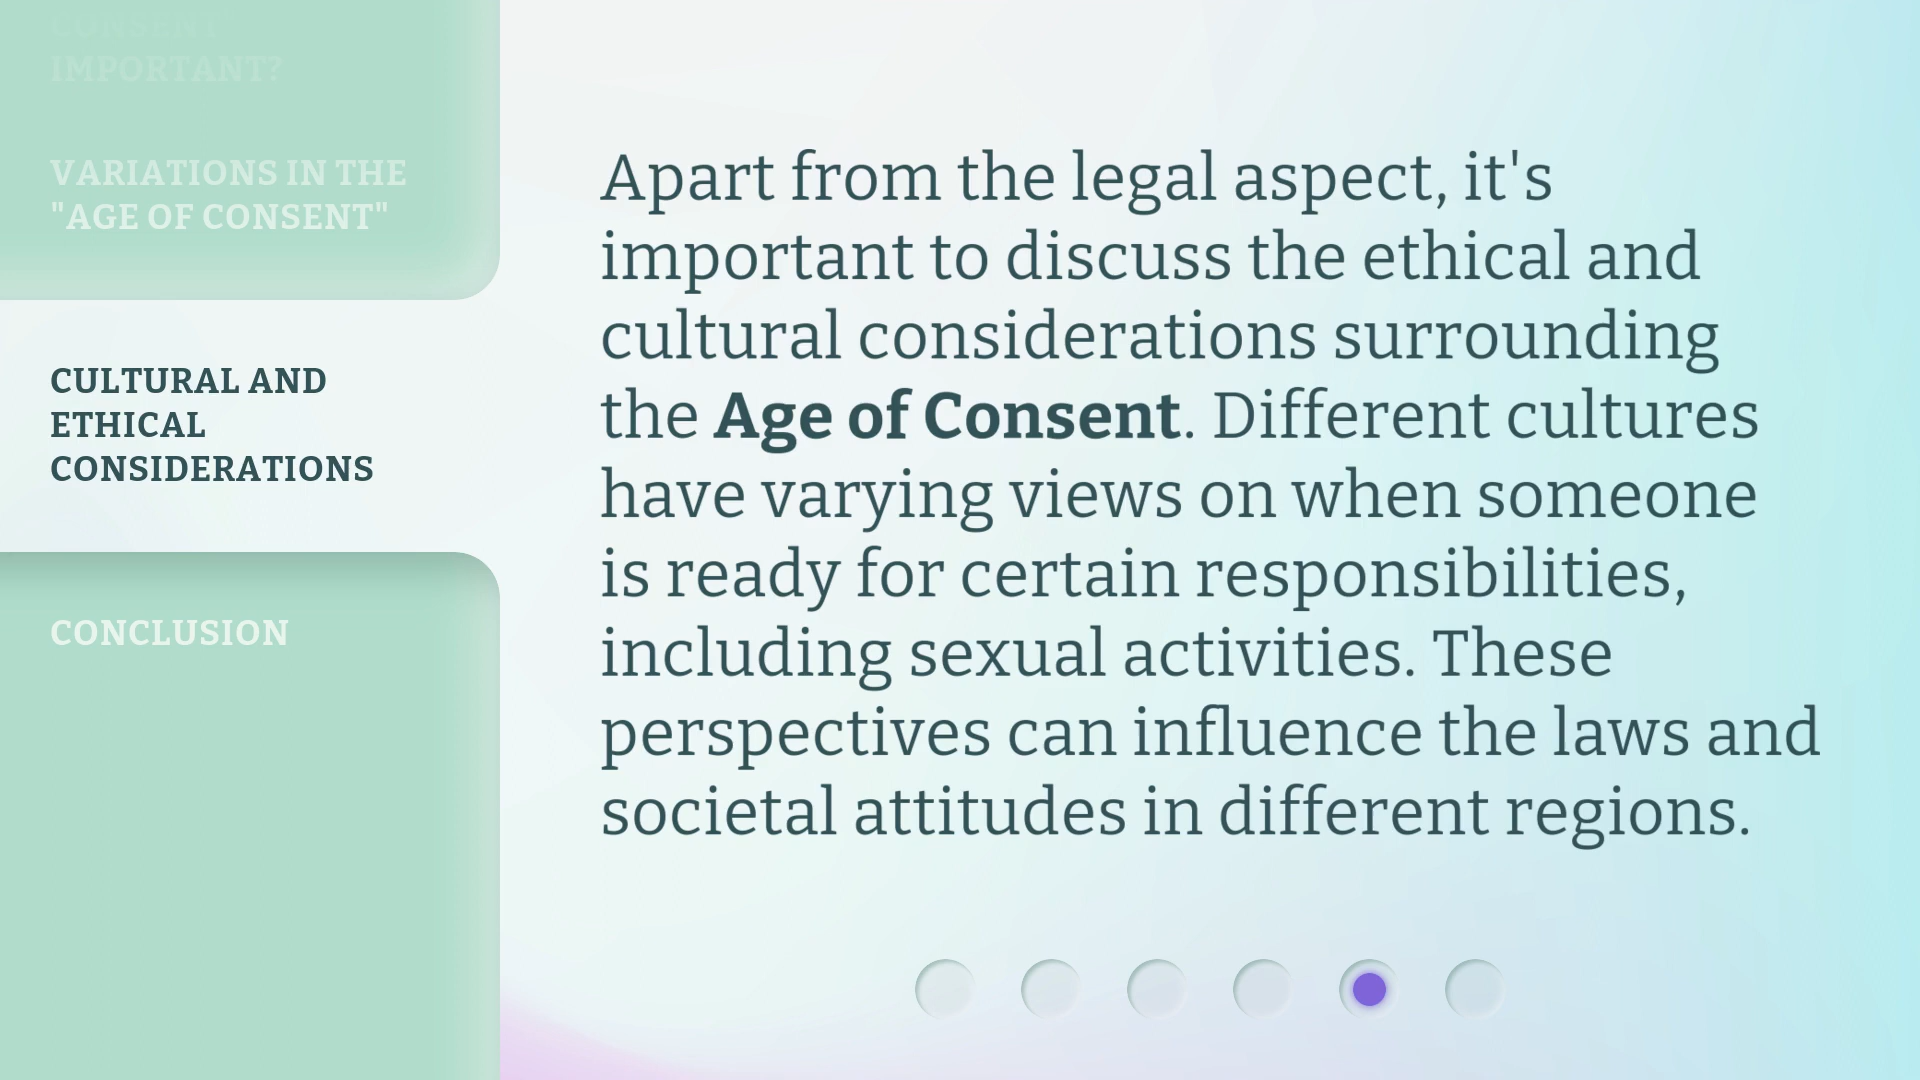 CONSENT
IMPORTANT?
VARIATIONS IN THE
"AGE OF CONSENT"
CULTURAL AND
ETHICAL
CONSIDERATIONS
CONCLUSION
Apart from the legal aspect, it's
important to discuss the ethical and
cultural considerations surrounding
the Age of Consent. Different cultures
have varying views on when someone
is ready for certain responsibilities,
including sexual activities. These
perspectives can influence the laws and
societal attitudes in different regions.